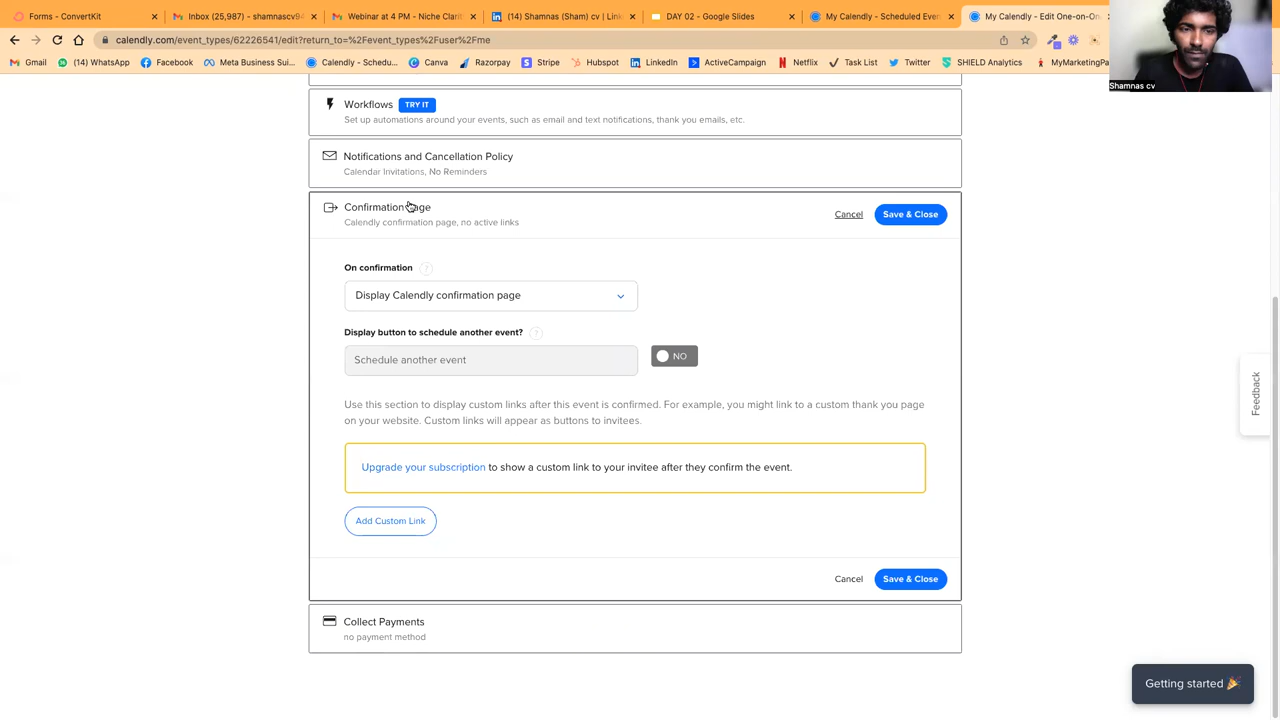 Forms - ConvertKit
Inbox (25,987) - shamnascv94
Webinar at 4 PM - Niche Clarit
(14) Shamnas (Sham) cv | Link
DAY 02 - Google Slides
My Calendly - Scheduled Even
My Calendly - Edit One-on-One
calendly.com/event_types/62226541/edit?return_to=%2Fevent_types%2Fuser%2Fme
Gmail
(14) WhatsApp
Facebook
Meta Business Sui...
Calendly - Schedu...
Canva
Razorpay
Stripe
Hubspot
LinkedIn
ActiveCampaign
Netflix
Task List
Twitter
SHIELD Analytics
MyMarketingPa
Shamnas cv
Workflows TRY IT
Set up automations around your events, such as email and text notifications, thank you emails, etc.
Notifications and Cancellation Policy
Calendar Invitations, No Reminders
Confirmation Page
Calendly confirmation page, no active links
Cancel
Save & Close
On confirmation ?
Display Calendly confirmation page
Display button to schedule another event? ?
Schedule another event
NO
Use this section to display custom links after this event is confirmed. For example, you might link to a custom thank you page
on your website. Custom links will appear as buttons to invitees.
Upgrade your subscription to show a custom link to your invitee after they confirm the event.
Add Custom Link
Cancel
Save & Close
Collect Payments
no payment method
Feedback
Getting started 🎉